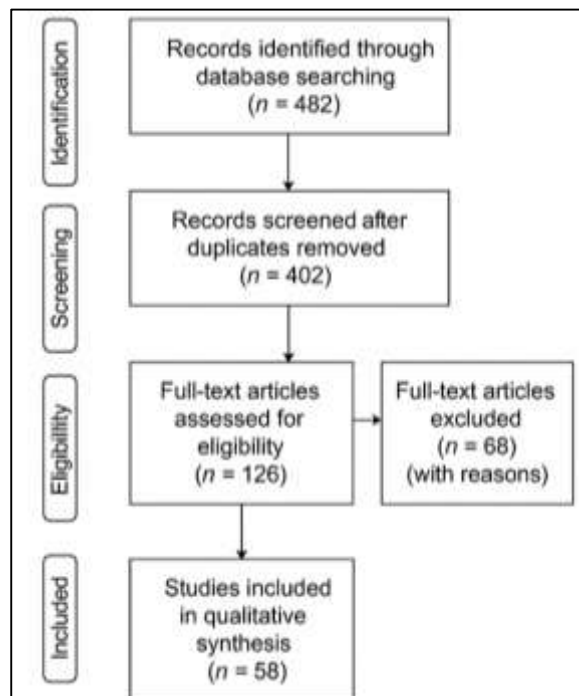 Identification
Records identified through
database searching
(n = 482)
Screening
Records screened after
duplicates removed
(n = 402)
Eligibility
Full-text articles
assessed for
eligibility
(n = 126)
Full-text articles
excluded
(n = 68)
(with reasons)
Included
Studies included
in qualitative
synthesis
(n = 58)